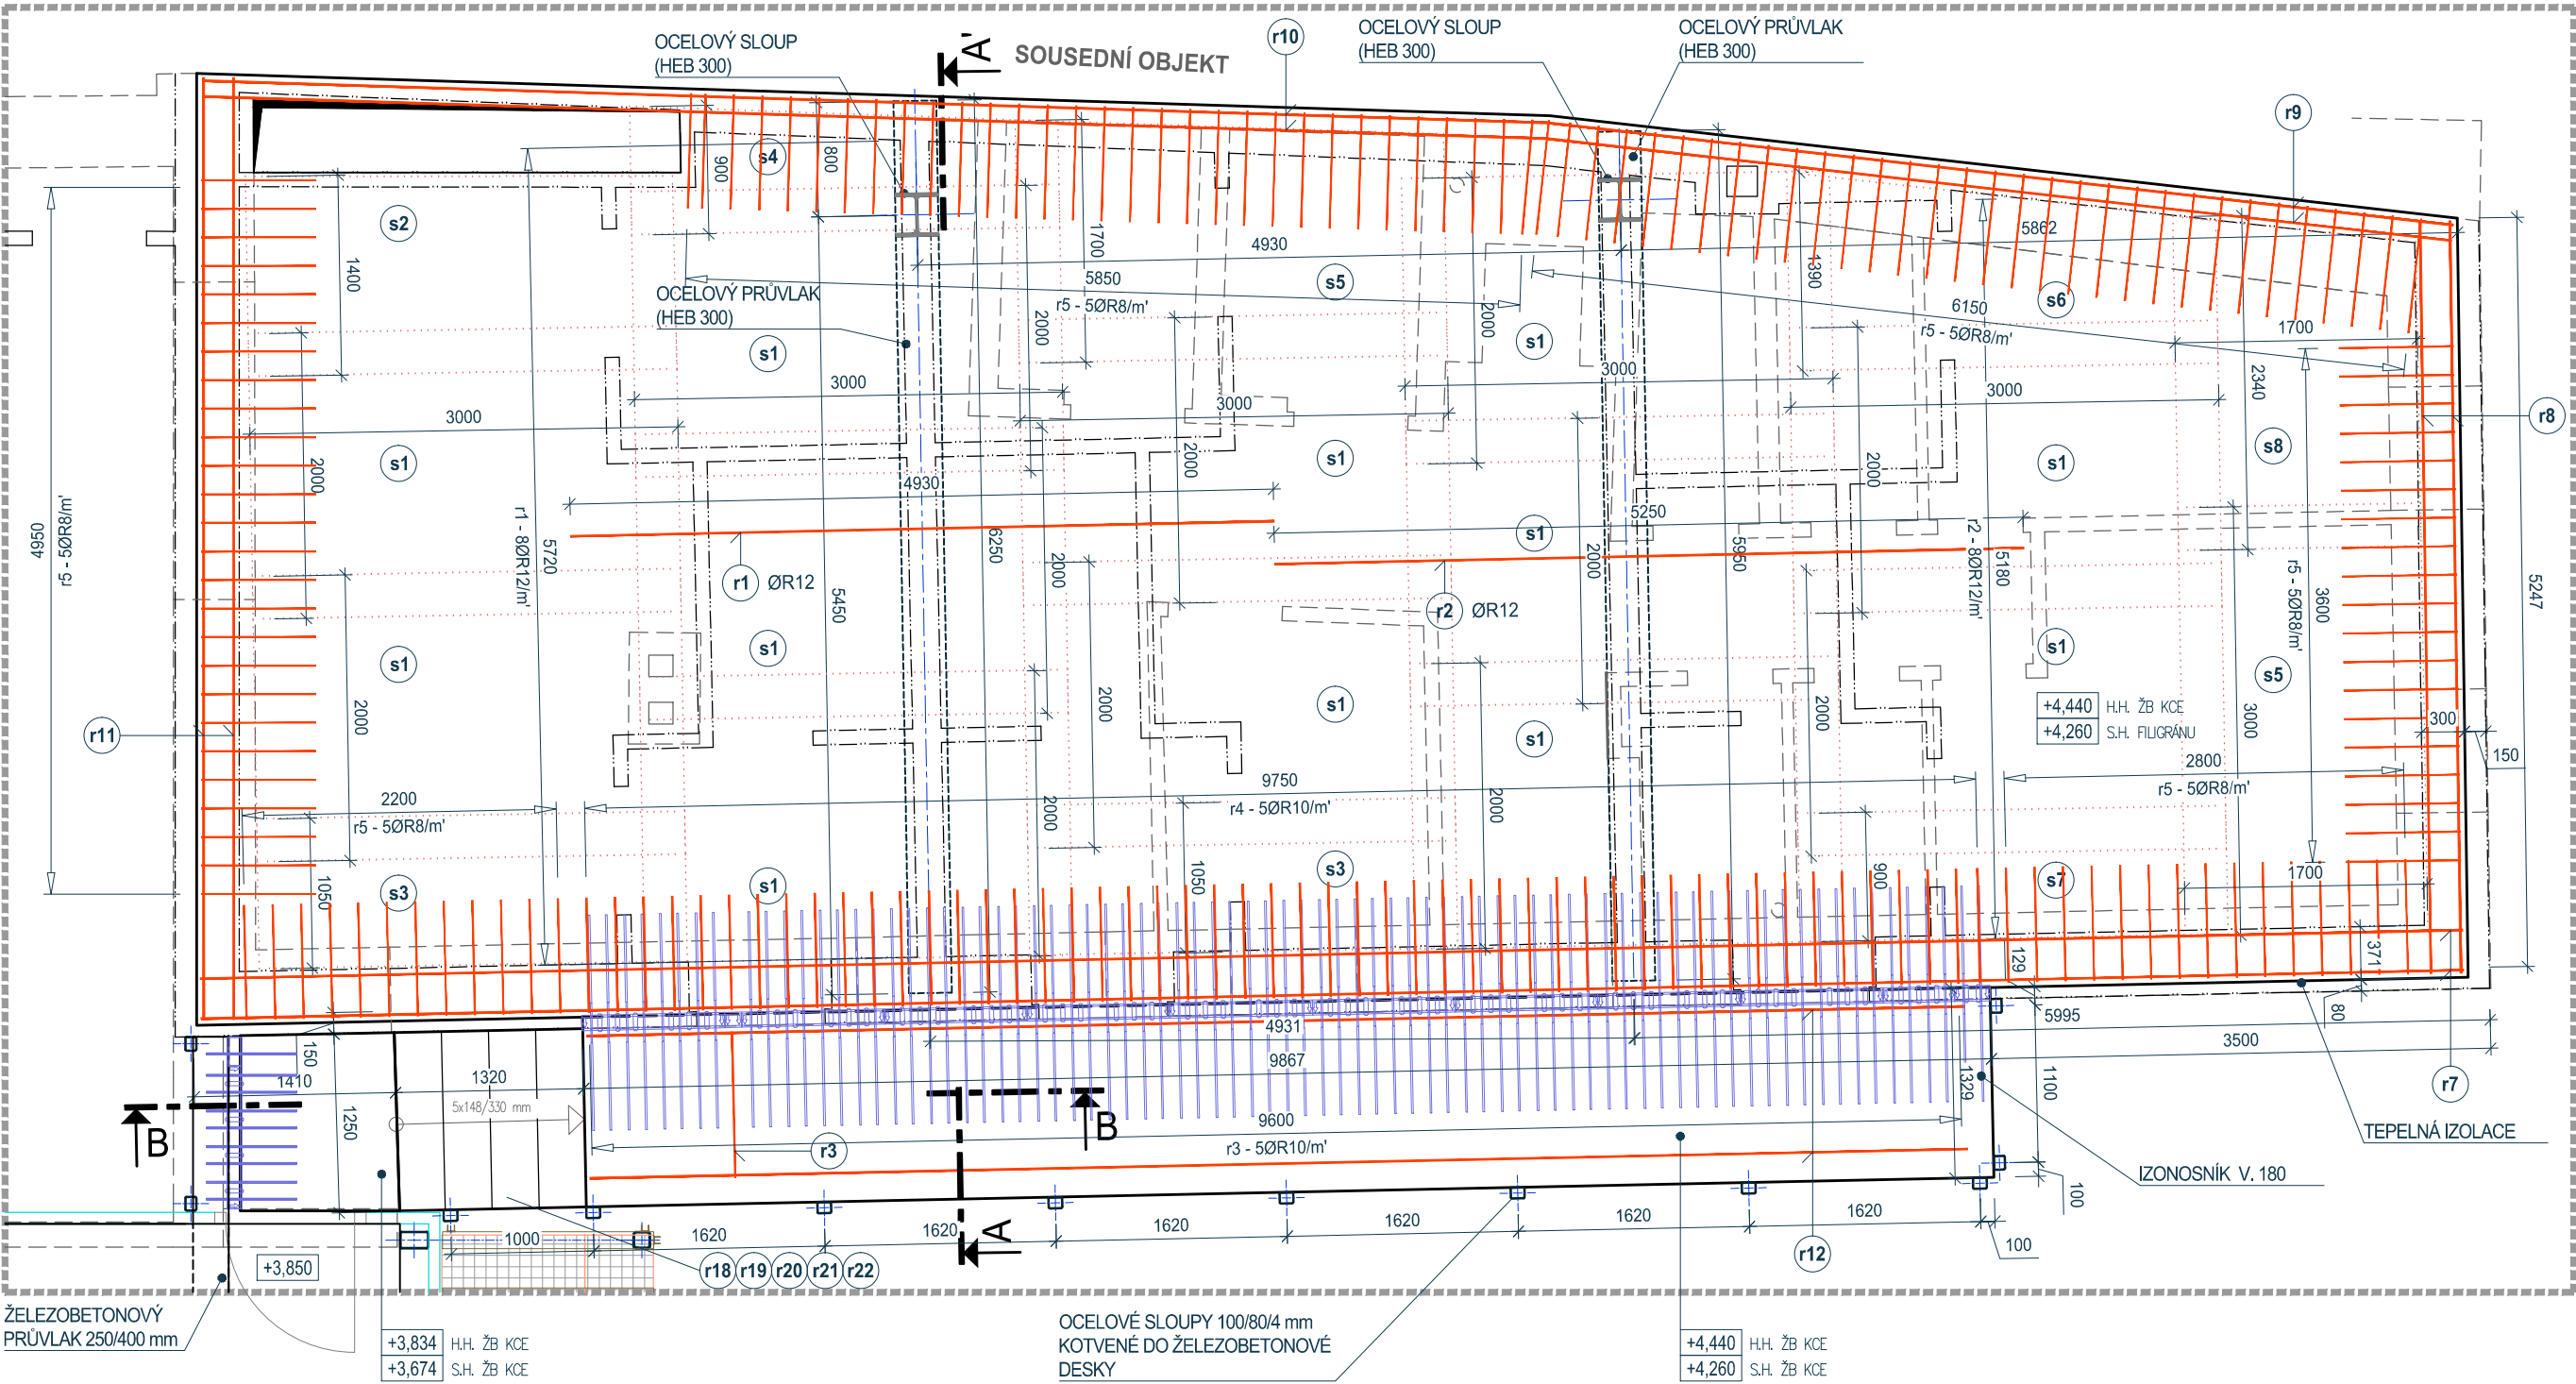 OCELOVÝ SLOUP
(HEB 300)
A'
SOUSEDNÍ OBJEKT
r10
OCELOVÝ SLOUP
(HEB 300)
OCELOVÝ PRŮVLAK
(HEB 300)
r9
s4
900
800
s2
1400
1700
4930
5850
r5 - 5ØR8/m'
s5
2000
2000
1390
5862
s6
6150
r5 - 5ØR8/m'
1700
OCELOVÝ PRŮVLAK
(HEB 300)
s1
s1
3000
3000
3000
3000
3000
2340
r8
s1
2000
s8
s1
s1
s1
2000
2000
4950
r5 - 5ØR8/m'
4930
r1 - 8ØR12/m'
5720
6250
5250
s1
2000
5950
r2 - 8ØR12/m'
5180
r1
ØR12
5450
2000
r2
ØR12
r5 - 5ØR8/m'
3600
5247
s1
s1
s1
s5
2000
2000
s1
s1
2000
3000
+4,440
H.H. ŽB KCE
+4,260
S.H. FILIGRÁNU
300
150
r11
2200
r5 - 5ØR8/m'
9750
r4 - 5ØR10/m'
2800
r5 - 5ØR8/m'
2000
2000
1050
s3
s1
1050
s3
900
s7
1700
129
371
80
5995
3500
4931
9867
150
1410
1320
1250
5x148/330 mm
1329
1100
r7
B
B
9600
r3 - 5ØR10/m'
r3
TEPELNÁ IZOLACE
IZONOSNÍK V. 180
100
1000
1620
1620
1620
1620
1620
1620
100
A
r12
r18
r19
r20
r21
r22
+3,850
ŽELEZOBETONOVÝ
PRŮVLAK 250/400 mm
+3,834
H.H. ŽB KCE
+3,674
S.H. ŽB KCE
OCELOVÉ SLOUPY 100/80/4 mm
KOTVENÉ DO ŽELEZOBETONOVÉ
DESKY
+4,440
H.H. ŽB KCE
+4,260
S.H. ŽB KCE